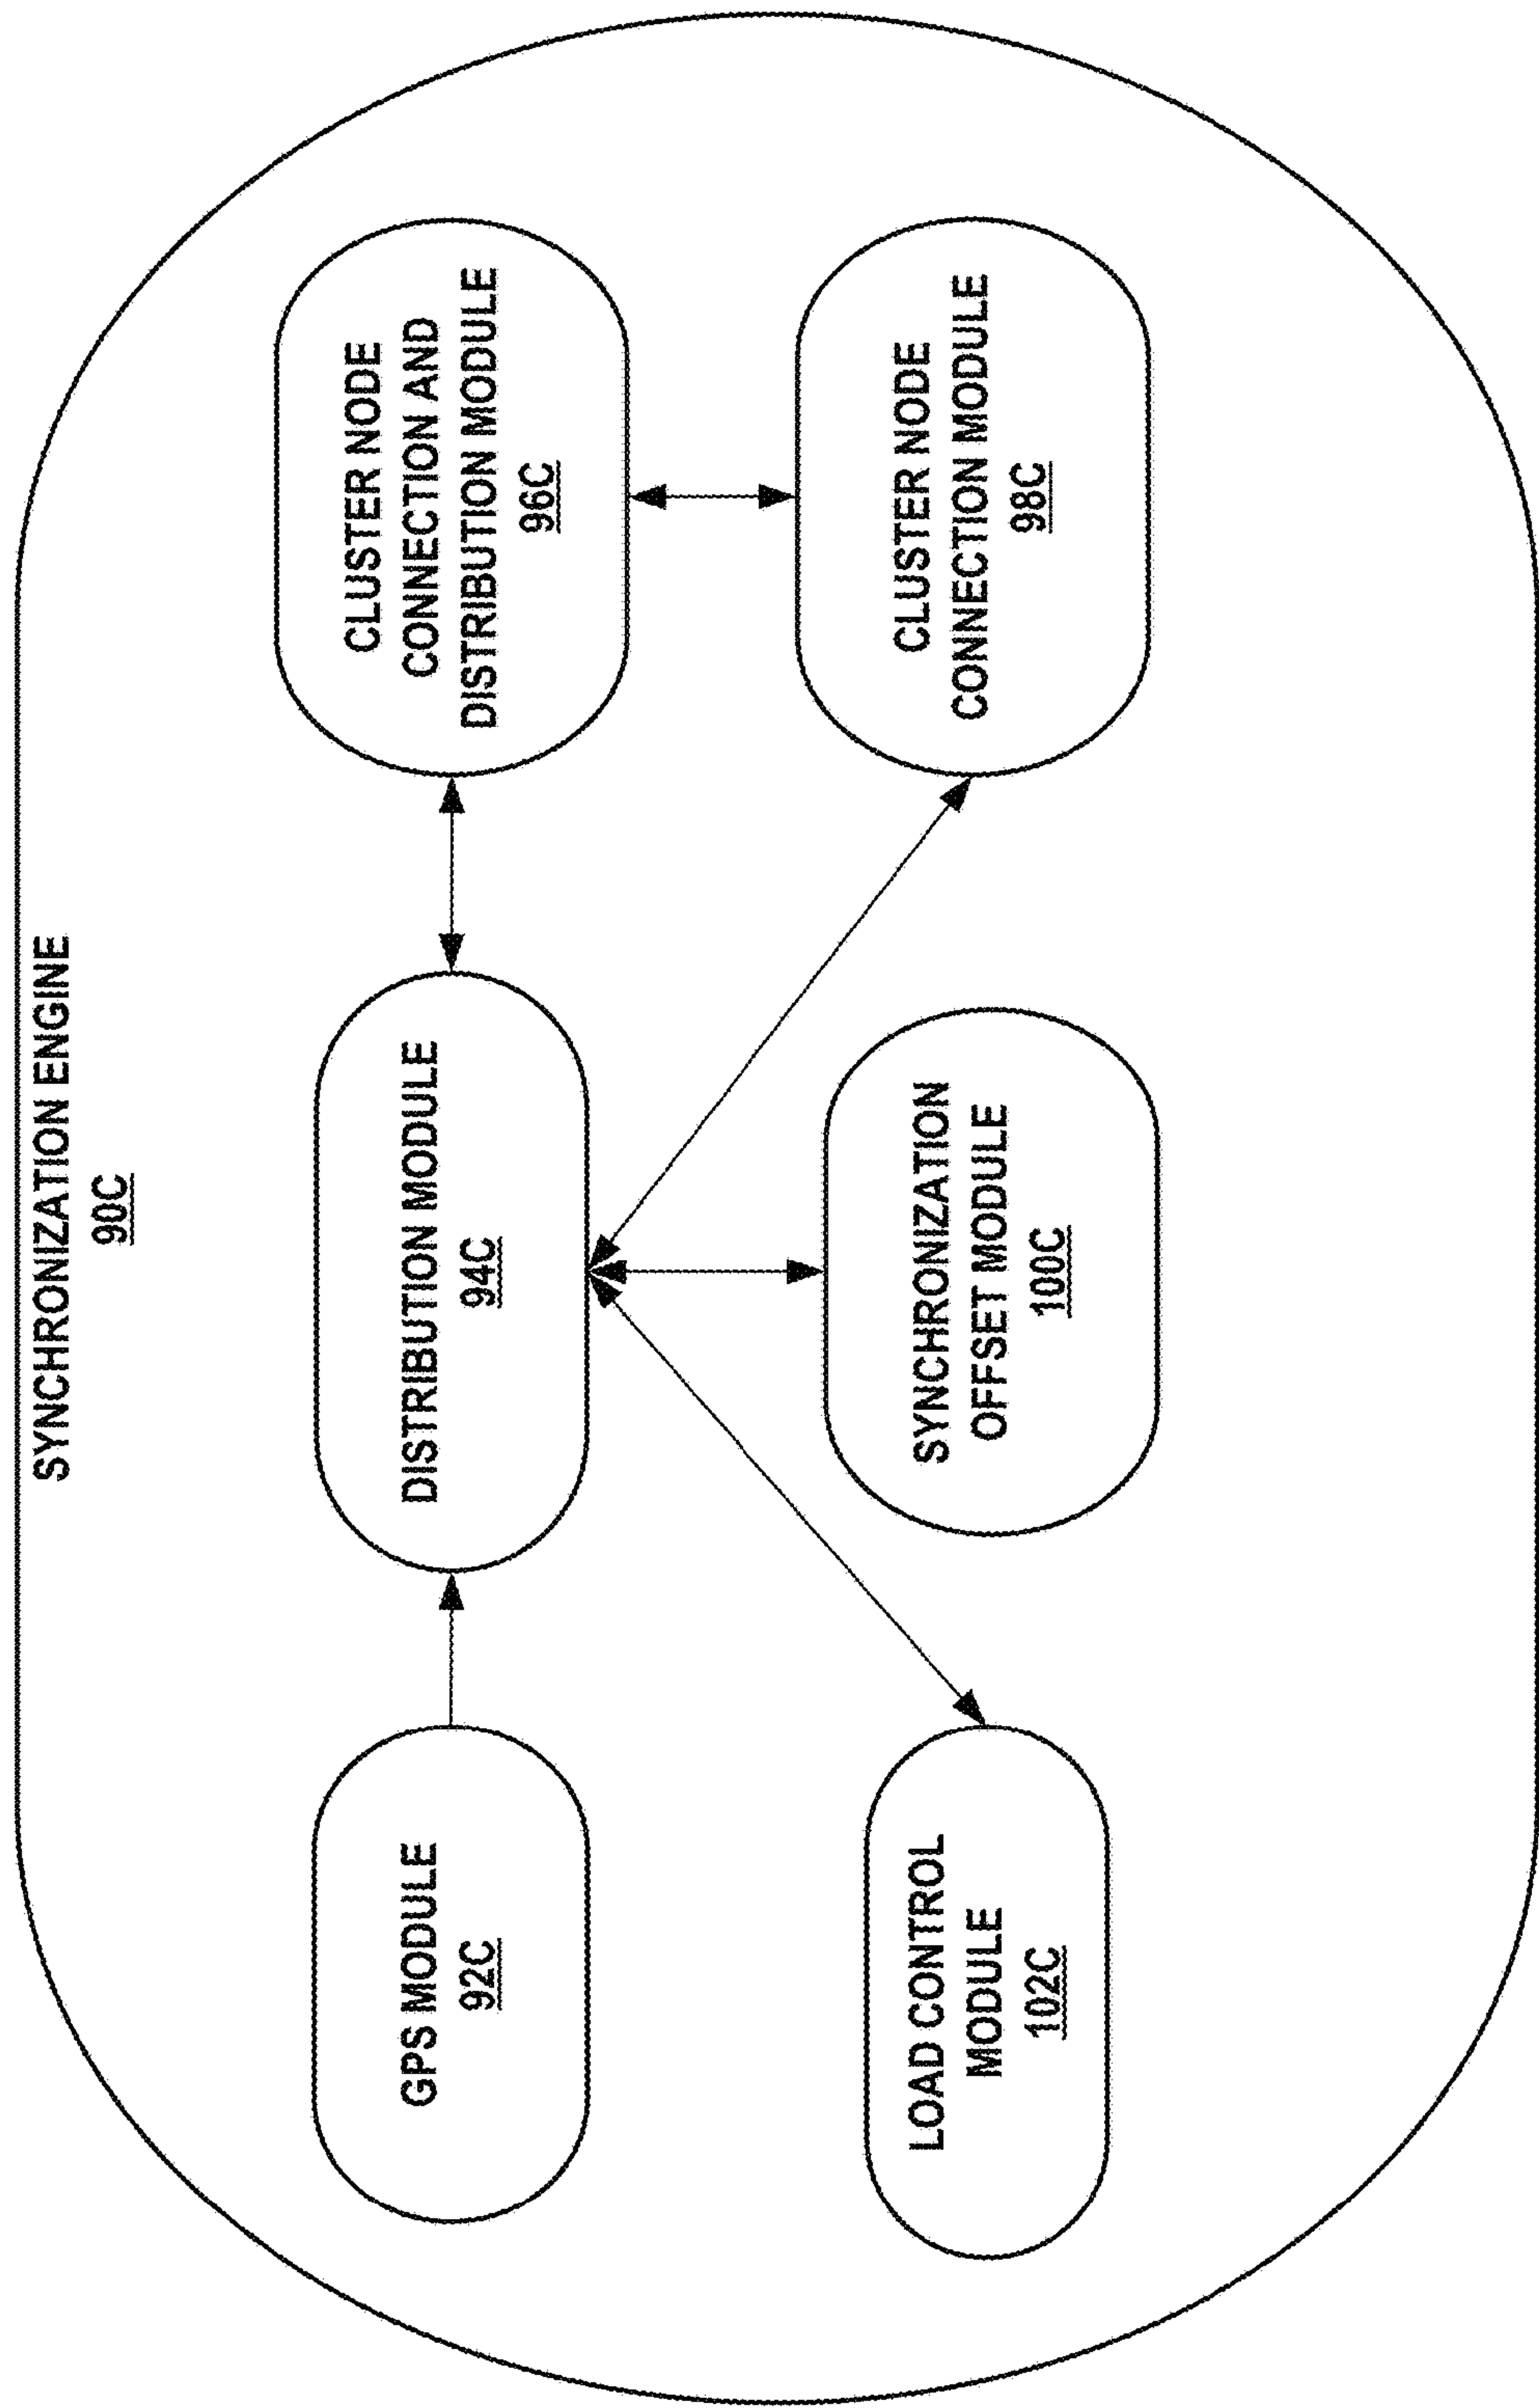 SYNCHRONIZATION ENGINE
90C
GPS MODULE
92C
DISTRIBUTION MODULE
94C
CLUSTER NODE
CONNECTION AND
DISTRIBUTION MODULE
96C
LOAD CONTROL
MODULE
102C
SYNCHRONIZATION
OFFSET MODULE
100C
CLUSTER NODE
CONNECTION MODULE
98C